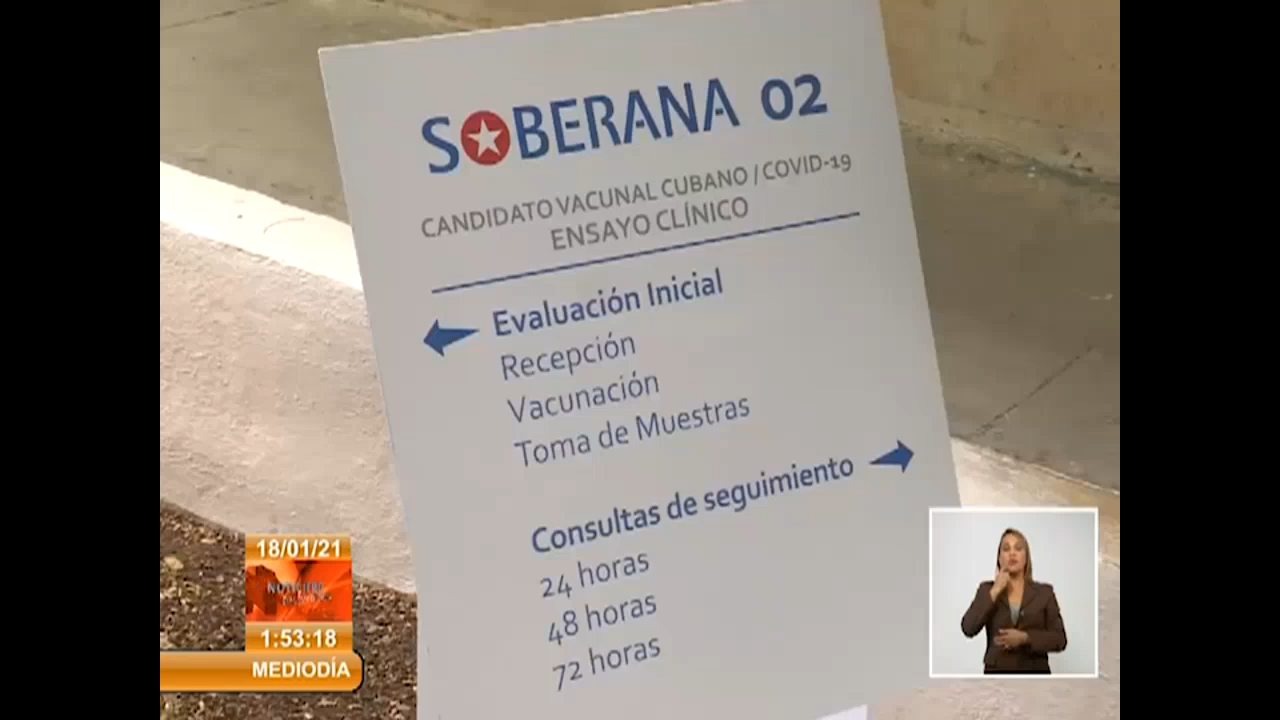 SOBERANA 02
CANDIDATO VACUNAL CUBANO / COVID-19
ENSAYO CLÍNICO
Evaluación Inicial
Recepción
Vacunación
Toma de Muestras
Consultas de seguimiento
24 horas
48 horas
72 horas
18/01/21
NOTICIERO
1:53:18
MEDIODÍA